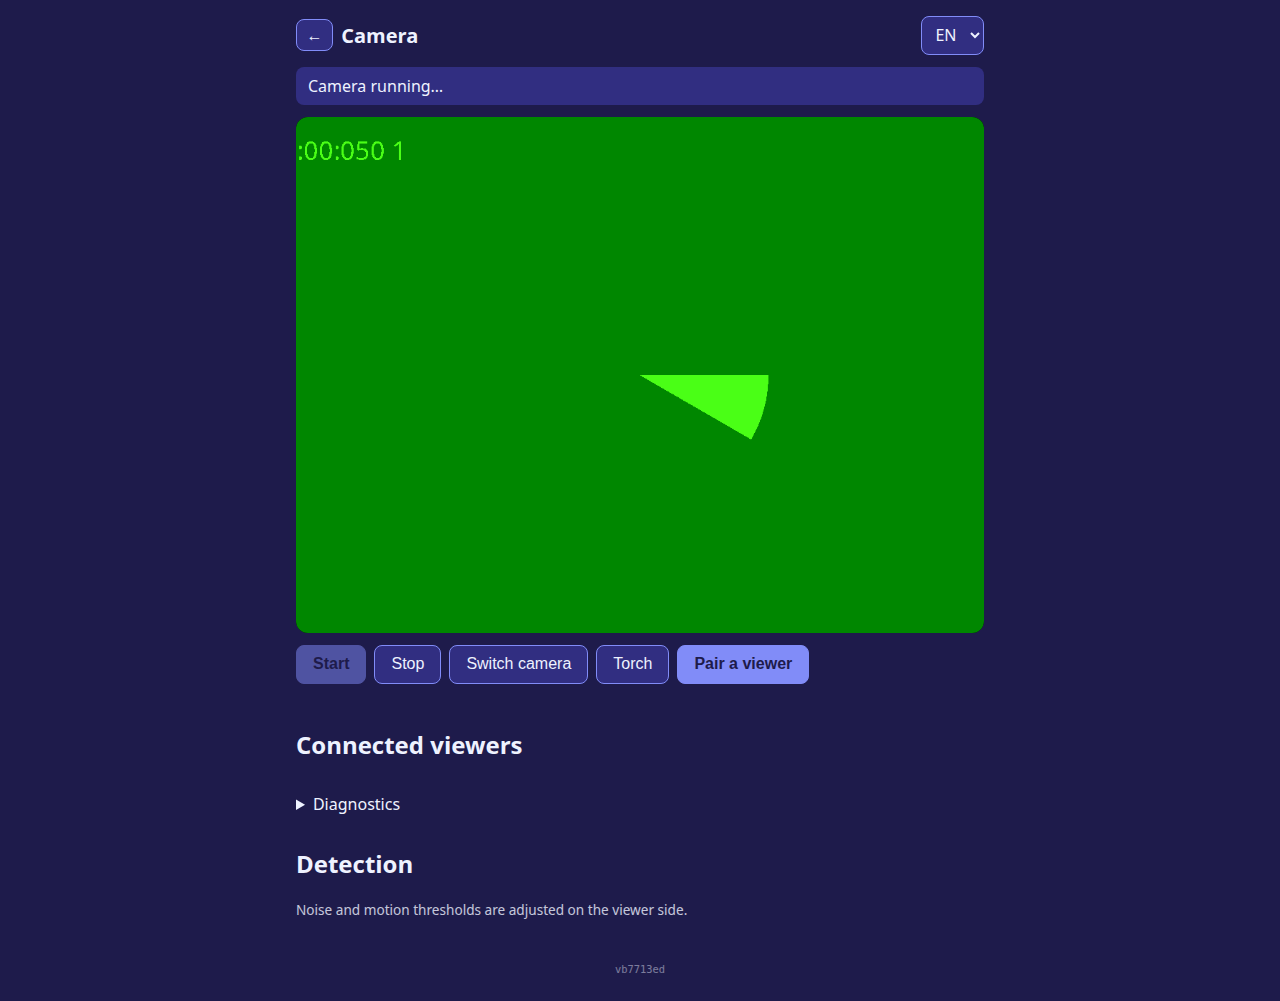 ← Camera EN
Camera running...
:00:050 1
Start Stop Switch camera Torch Pair a viewer
Connected viewers
Diagnostics
Detection
Noise and motion thresholds are adjusted on the viewer side.
vb7713ed